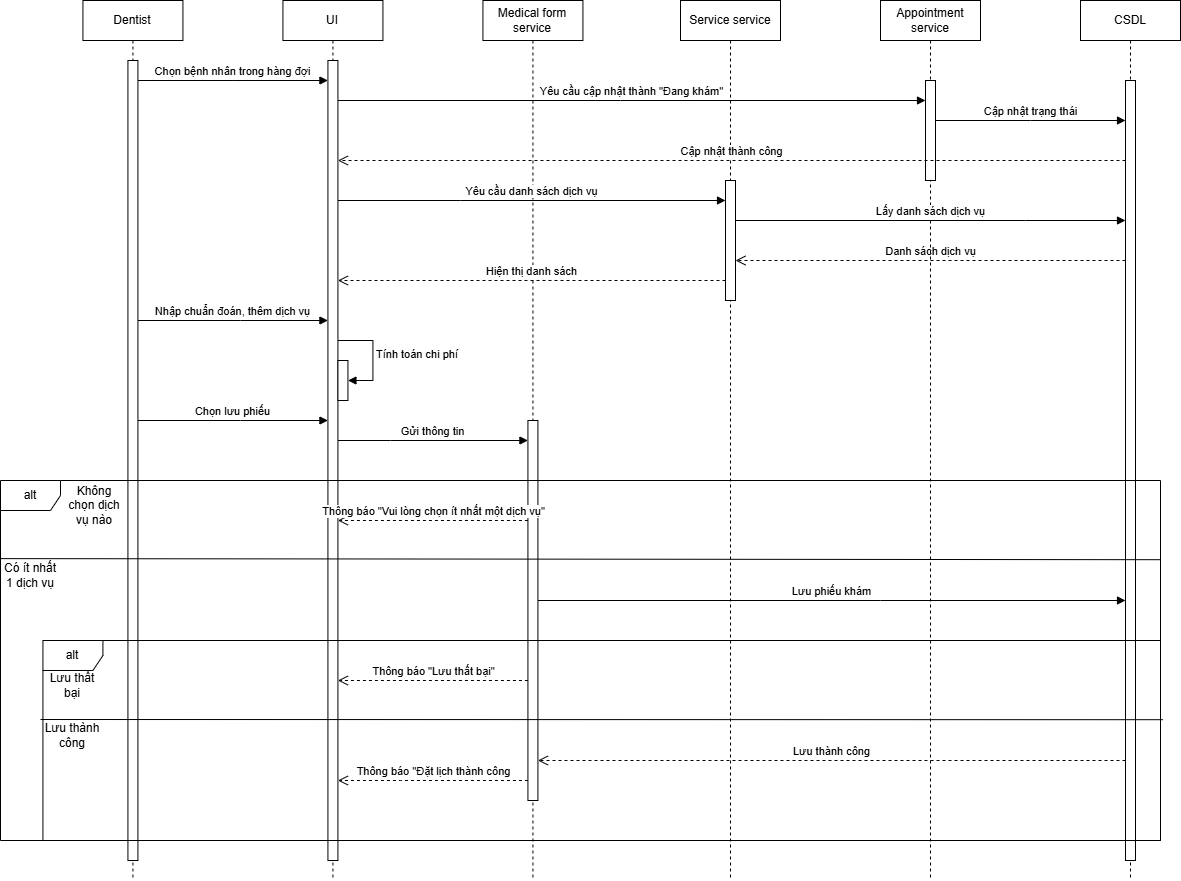 Dentist
UI
Medical form
service
Service service
Appointment
service
CSDL
Chọn bệnh nhân trong hàng đợi
Yêu cầu cập nhật thành "Đang khám"
Cập nhật trạng thái
Cập nhật thành công
Yêu cầu danh sách dịch vụ
Lấy danh sách dịch vụ
Danh sách dịch vụ
Hiện thị danh sách
Nhập chuẩn đoán, thêm dịch vụ
Tính toán chi phí
Chọn lưu phiếu
Gửi thông tin
alt
Không
chọn dịch
vụ nào
Thông báo "Vui lòng chọn ít nhất một dịch vụ"
Có ít nhất
1 dịch vụ
Lưu phiếu khám
alt
Lưu thất
bại
Thông báo "Lưu thất bại"
Lưu thành
công
Lưu thành công
Thông báo "Đặt lịch thành công